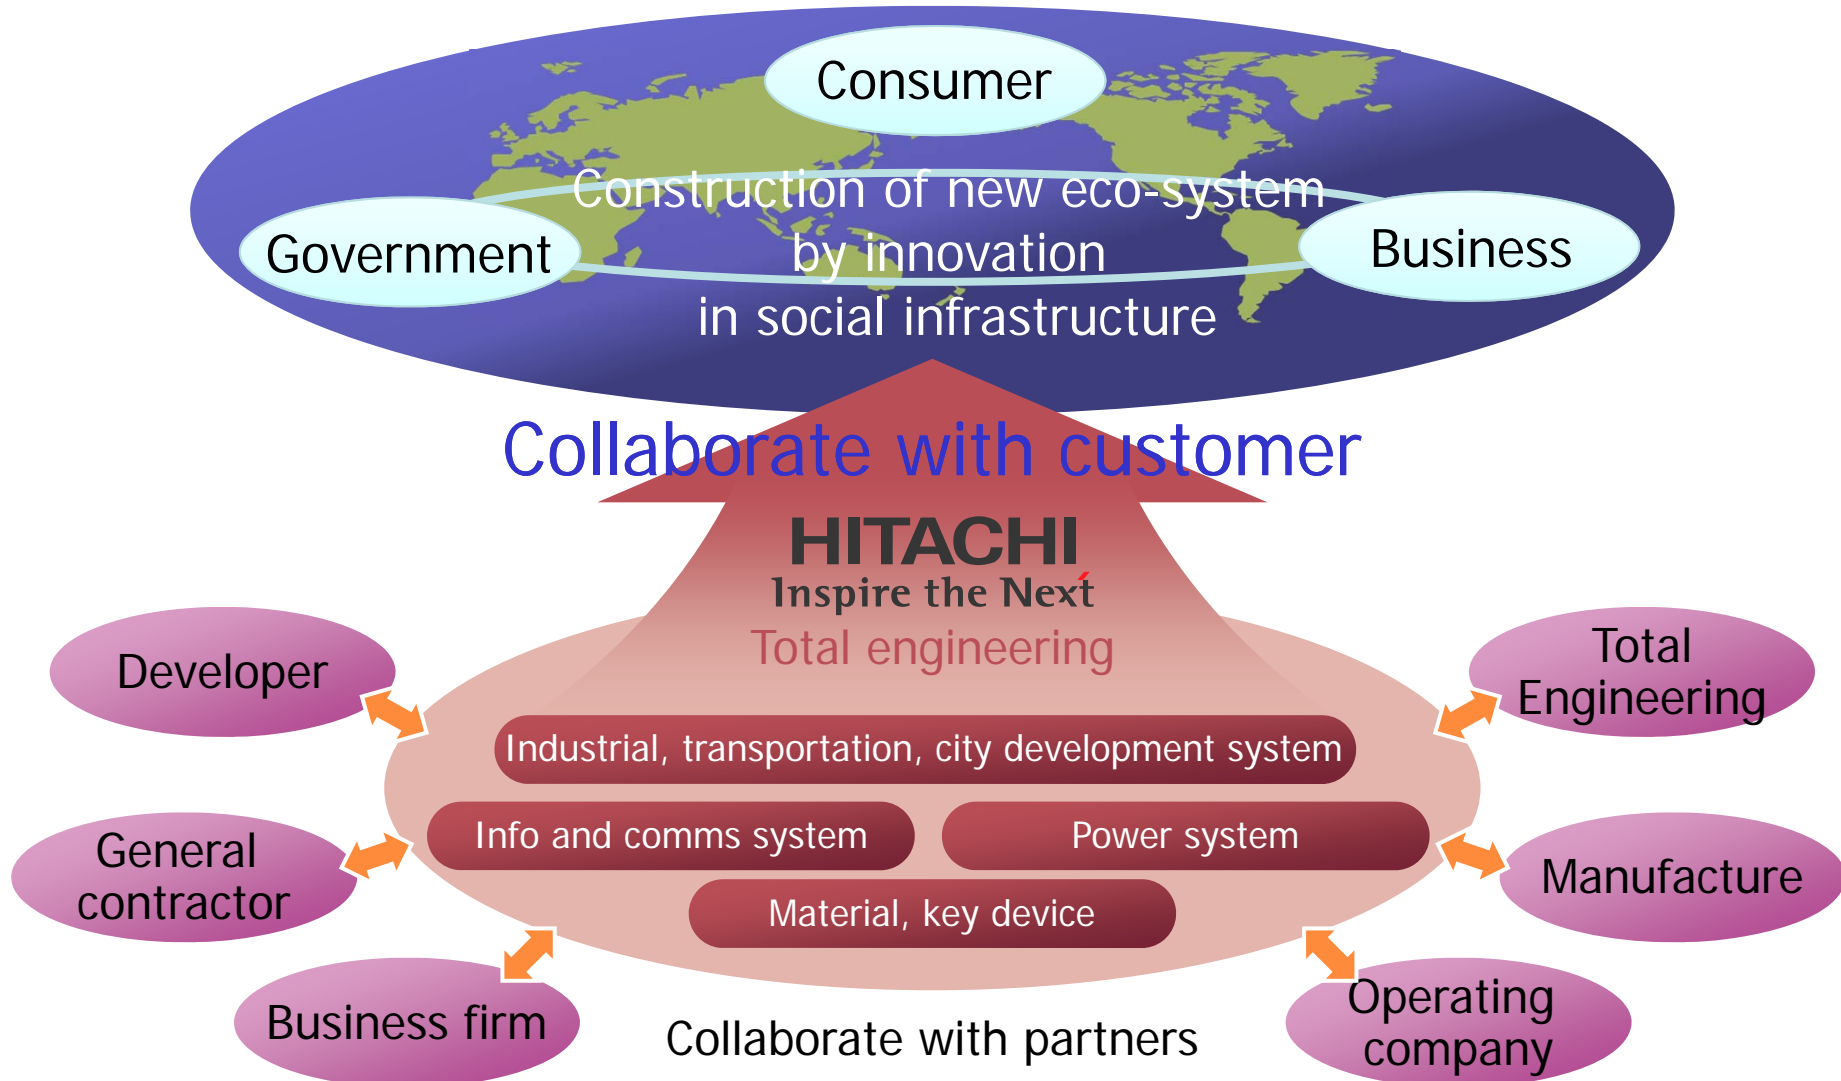 Consumer
Construction of new eco-system
by innovation
in social infrastructure
Government
Business
Collaborate with customer
HITACHI
Inspire the Next
Total engineering
Developer
Total
Engineering
Industrial, transportation, city development system
Info and comms system
Power system
General
contractor
Manufacture
Material, key device
Business firm
Collaborate with partners
Operating
company